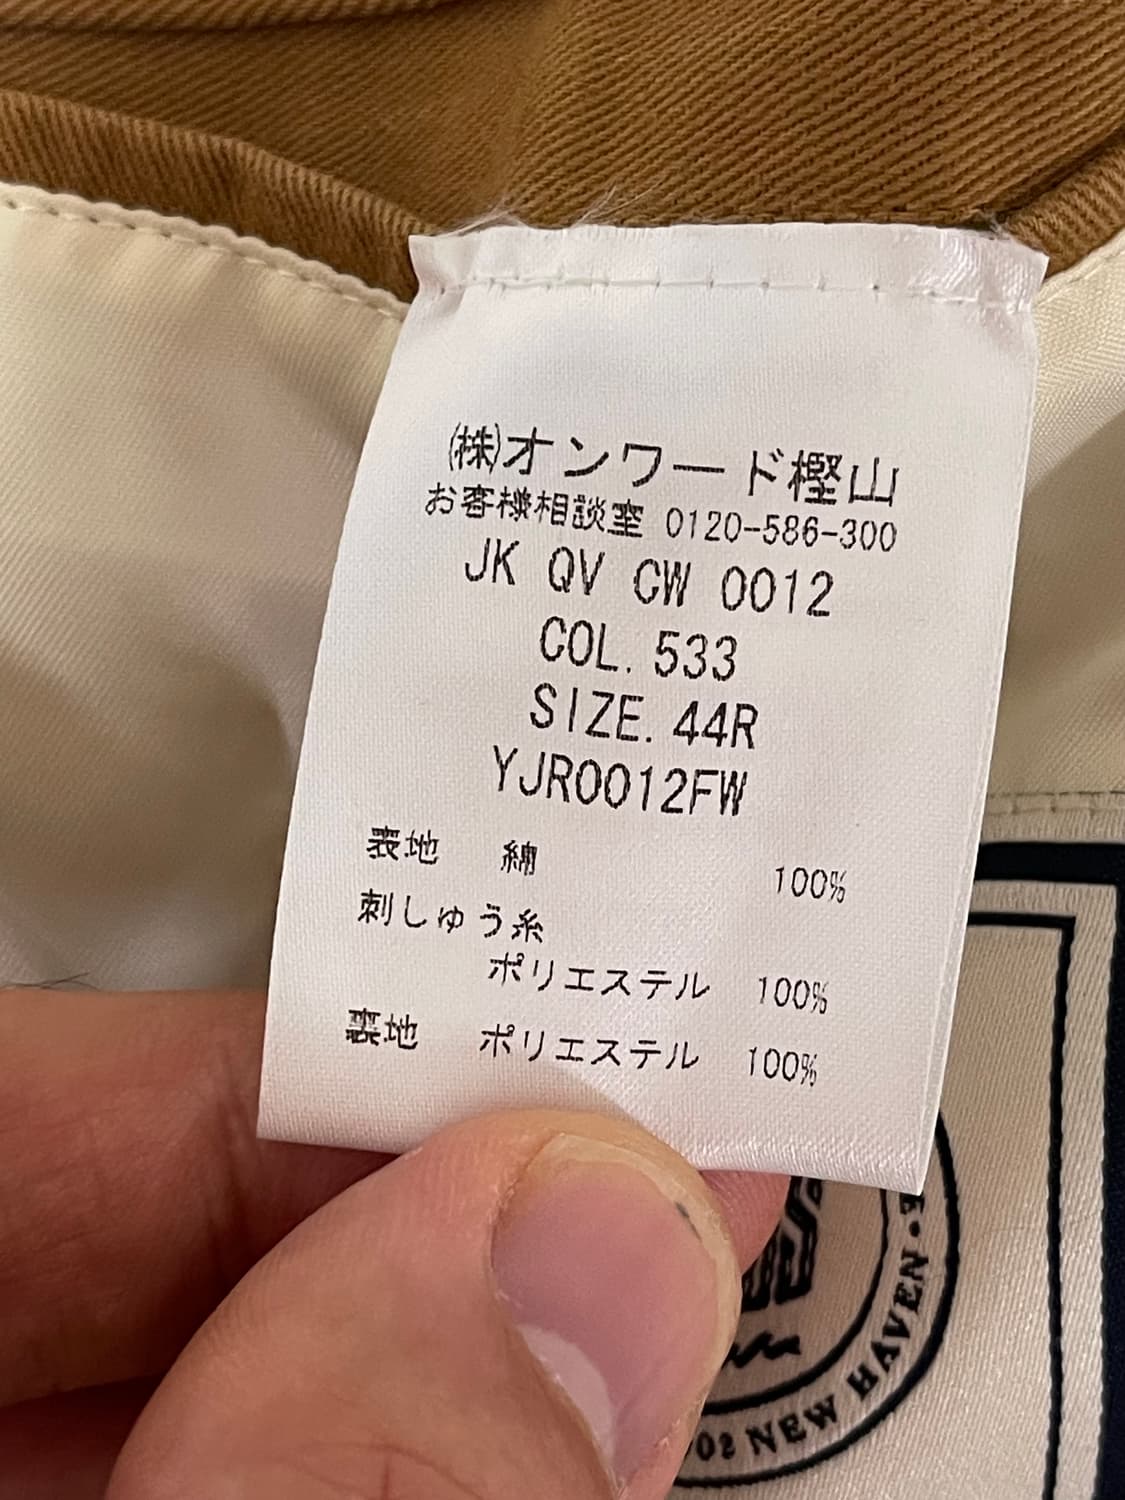 ㈱オンワード樫山
お客様相談室 0120-586-300
JK QV CW 0012
COL. 533
SIZE. 44R
YJR0012FW
表地 綿 100%
刺しゅう糸
ポリエステル 100%
裏地 ポリエステル 100%
NEW HAVEN